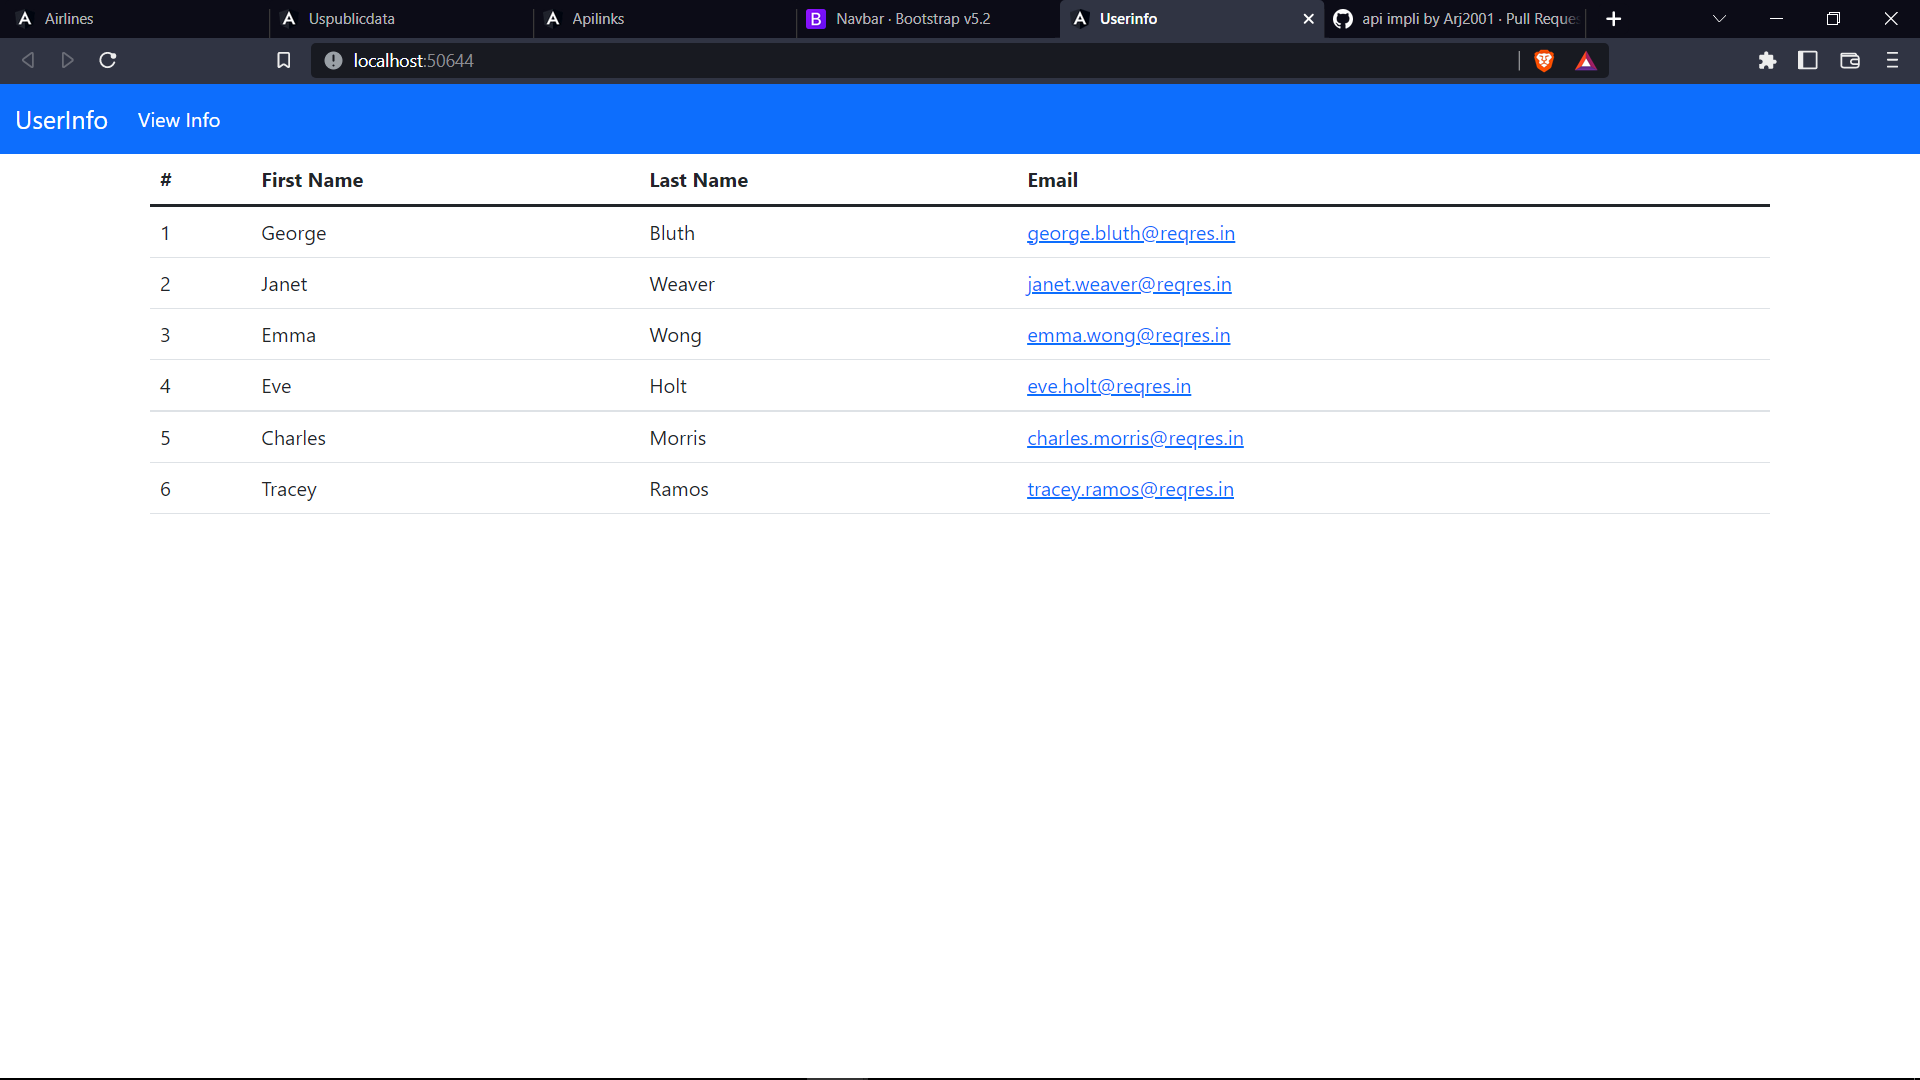 Airlines Uspublicdata Apilinks B Navbar · Bootstrap v5.2 Userinfo api impli by Arj2001 · Pull Reque
localhost:50644
UserInfo View Info
# First Name Last Name Email
1 George Bluth george.bluth@reqres.in
2 Janet Weaver janet.weaver@reqres.in
3 Emma Wong emma.wong@reqres.in
4 Eve Holt eve.holt@reqres.in
5 Charles Morris charles.morris@reqres.in
6 Tracey Ramos tracey.ramos@reqres.in